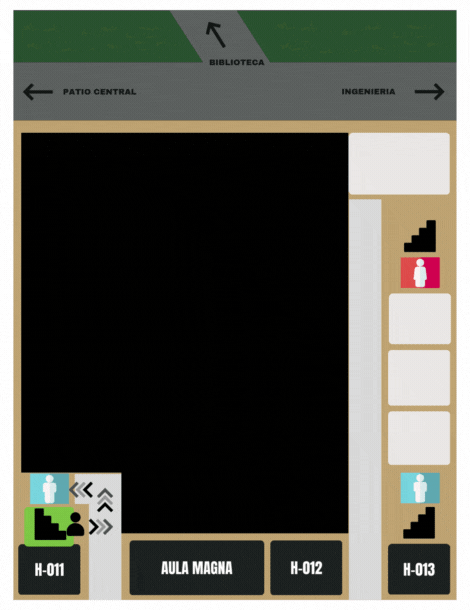 BIBLIOTECA
PATIO CENTRAL
INGENIERIA
H-011
AULA MAGNA
H-012
H-013